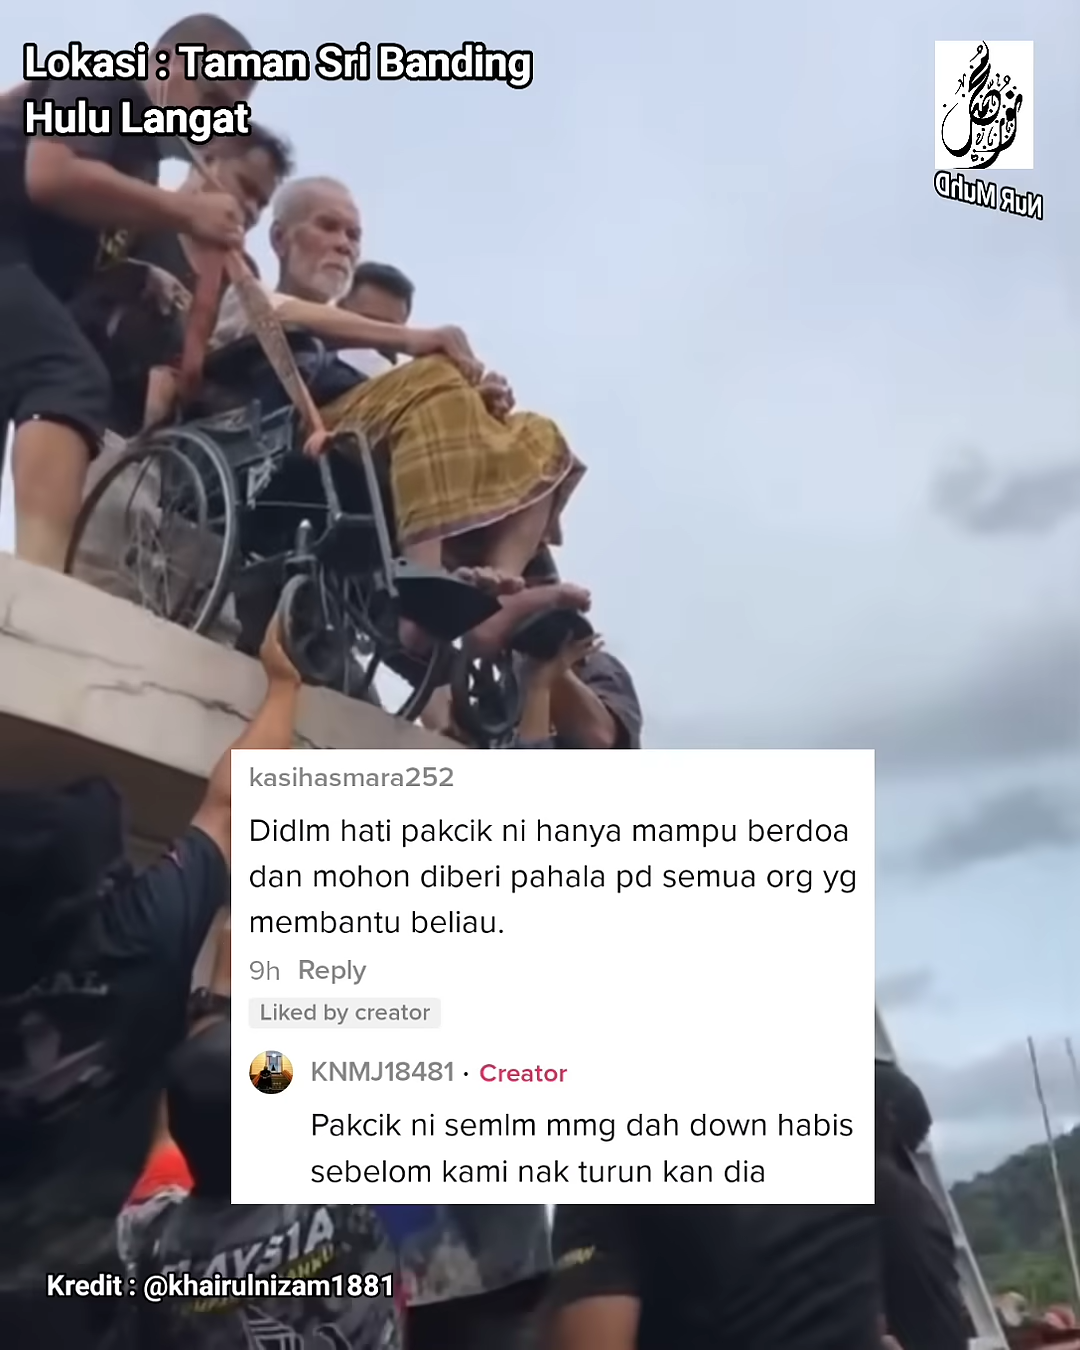 Lokasi : Taman Sri Banding
Hulu Langat
NuR MuhD
kasihasmara252
Didlm hati pakcik ni hanya mampu berdoa
dan mohon diberi pahala pd semua org yg
membantu beliau.
9h Reply
Liked by creator
KNMJ18481 · Creator
Pakcik ni semlm mmg dah down habis
sebelom kami nak turun kan dia
Kredit : @khairulnizam1881